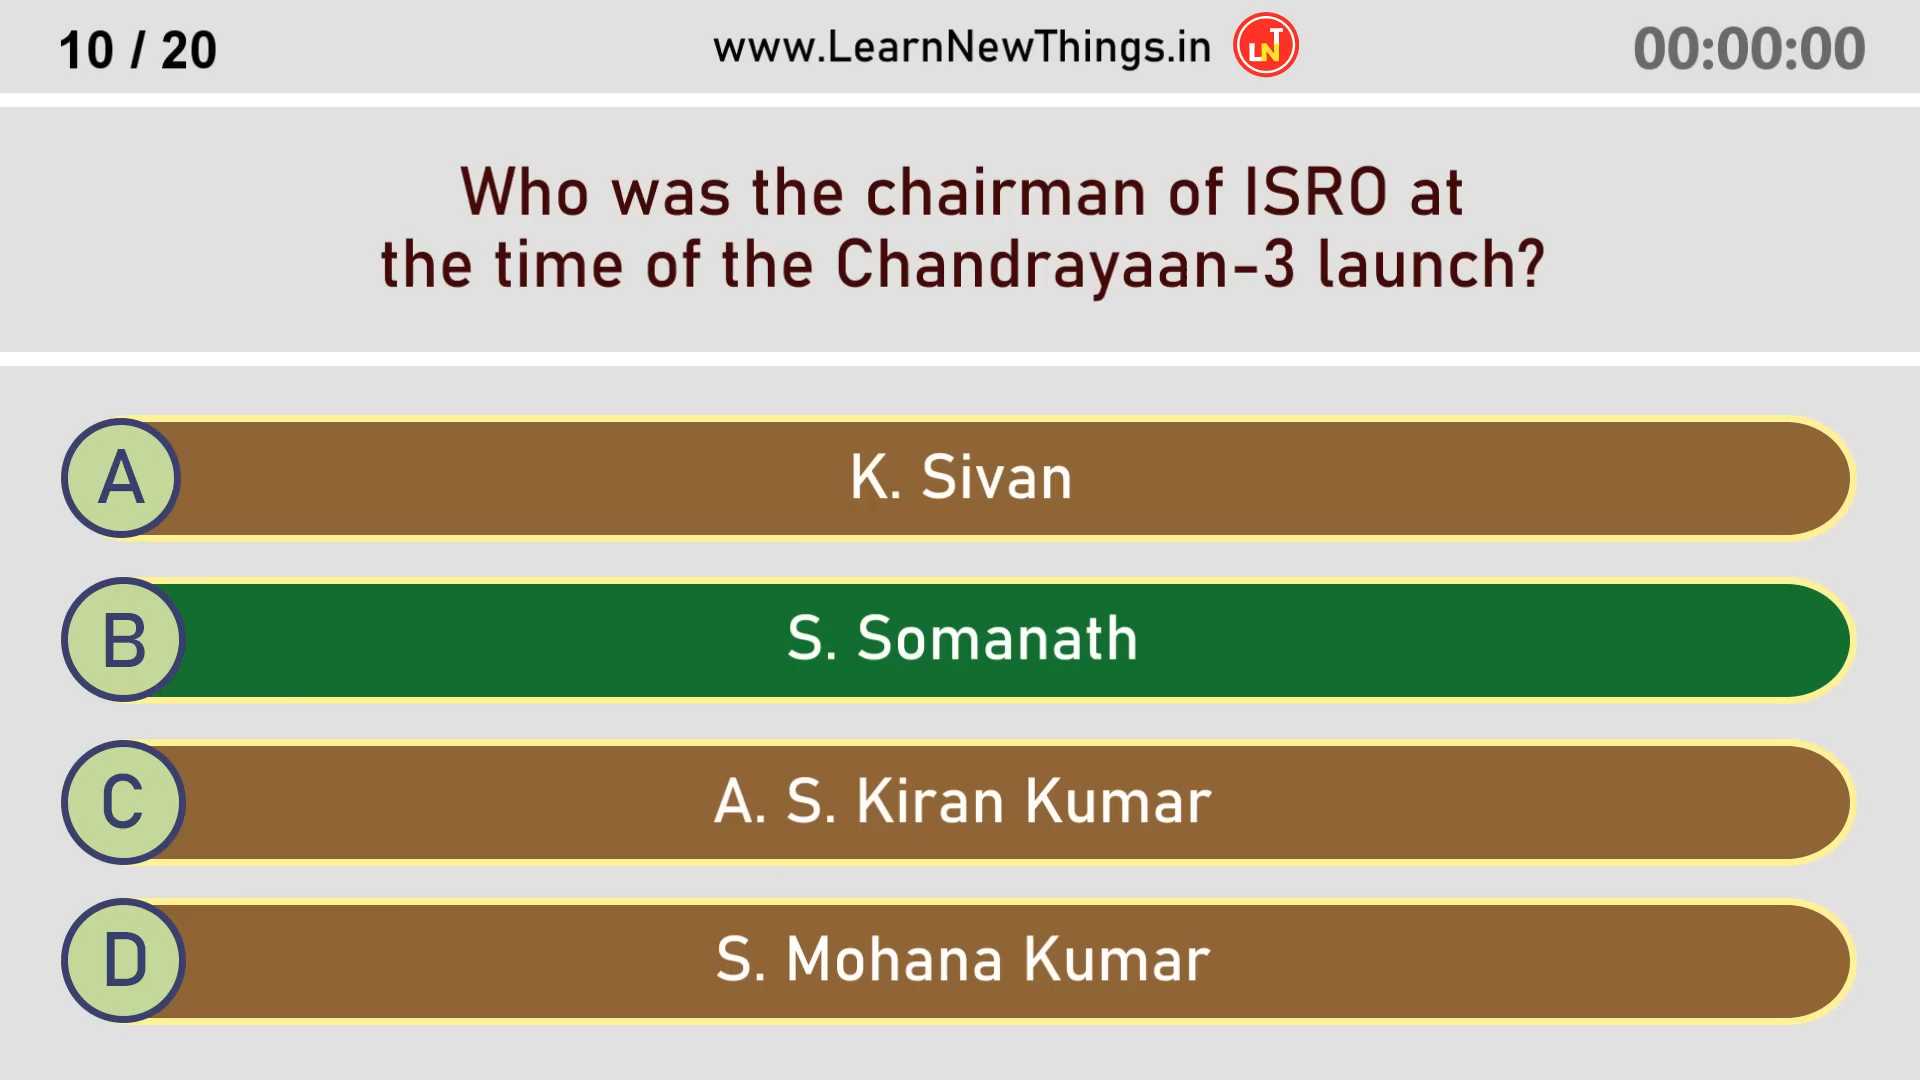 10 / 20
www.LearnNewThings.in
LNT
00:00:00
Who was the chairman of ISRO at
the time of the Chandrayaan-3 launch?
A
K. Sivan
B
S. Somanath
C
A. S. Kiran Kumar
D
S. Mohana Kumar